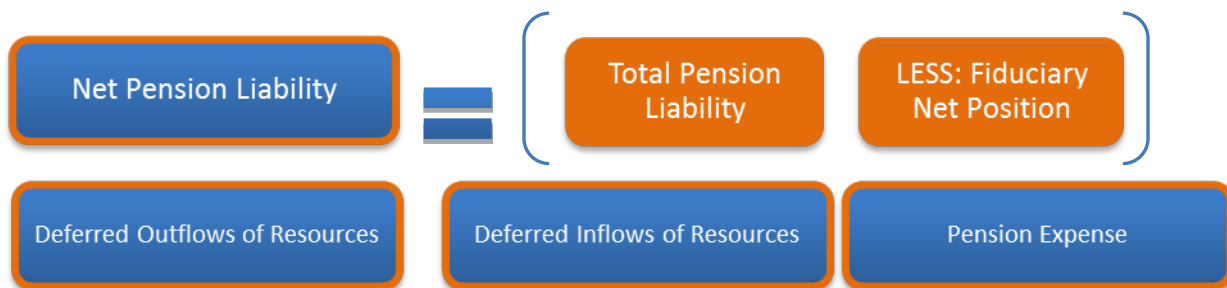 Net Pension Liability
=
Total Pension
Liability
LESS: Fiduciary
Net Position
Deferred Outflows of Resources
Deferred Inflows of Resources
Pension Expense